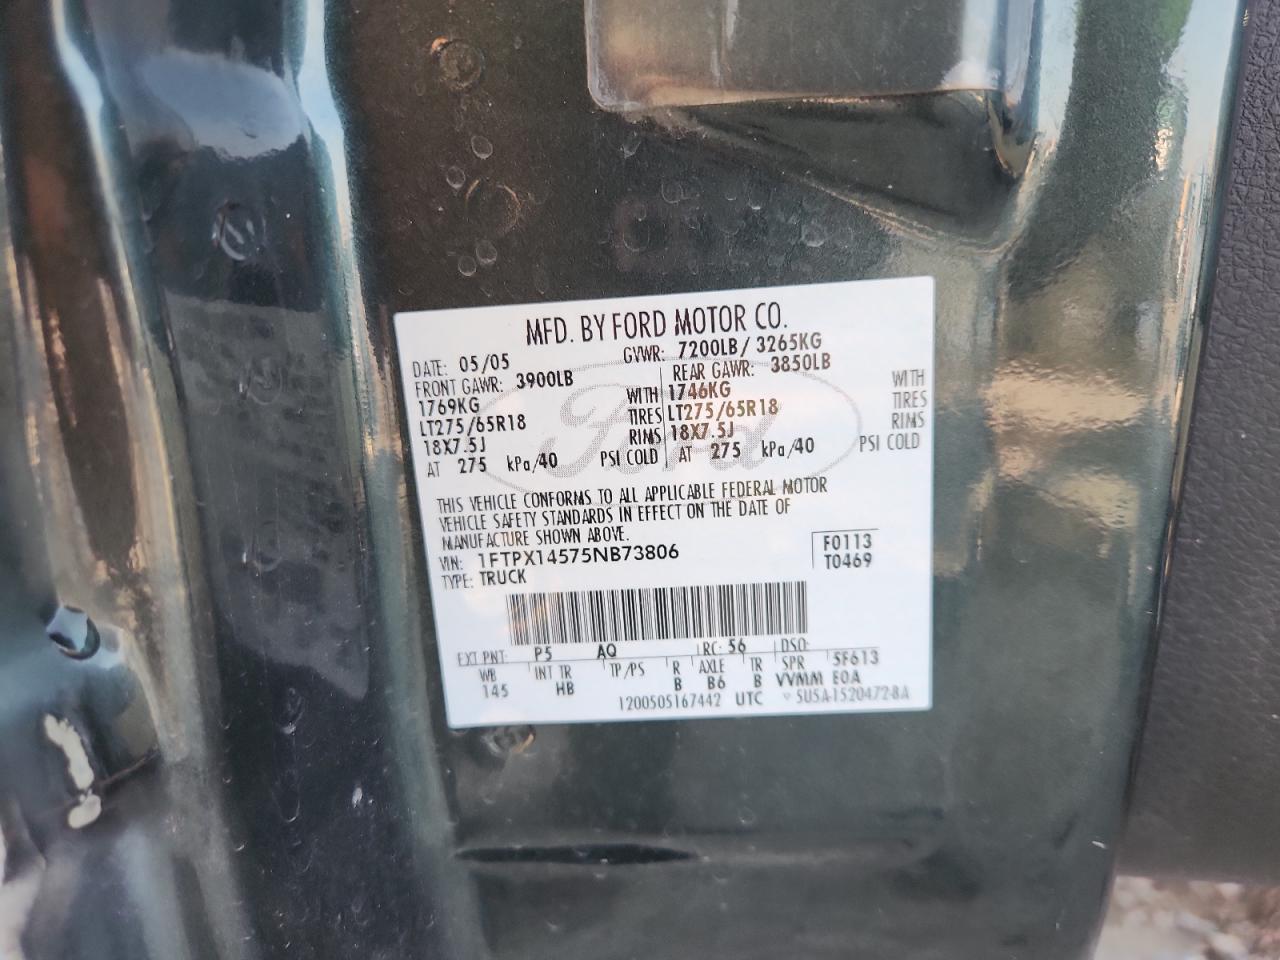 MFD. BY FORD MOTOR CO.
DATE: 05/05 GVWR: 7200LB / 3265KG
FRONT GAWR: 3900LB REAR GAWR: 3850LB
1769KG WITH 1746KG WITH
LT275/65R18 TIRES LT275/65R18 TIRES
18X7.5J RIMS 18X7.5J RIMS
AT 275 kPa/40 PSI COLD AT 275 kPa/40 PSI COLD
Ford
THIS VEHICLE CONFORMS TO ALL APPLICABLE FEDERAL MOTOR
VEHICLE SAFETY STANDARDS IN EFFECT ON THE DATE OF
MANUFACTURE SHOWN ABOVE.
VIN: 1FTPX14575NB73806 F0113
TYPE: TRUCK T0469
EXT PNT: P5 AQ RC: 56 DSO:
WB INT TR TP/PS R AXLE TR SPR 5F613
145 HB B B6 B VVMM EOA
1200505167442 UTC ▽ 5U5A-1520472-BA